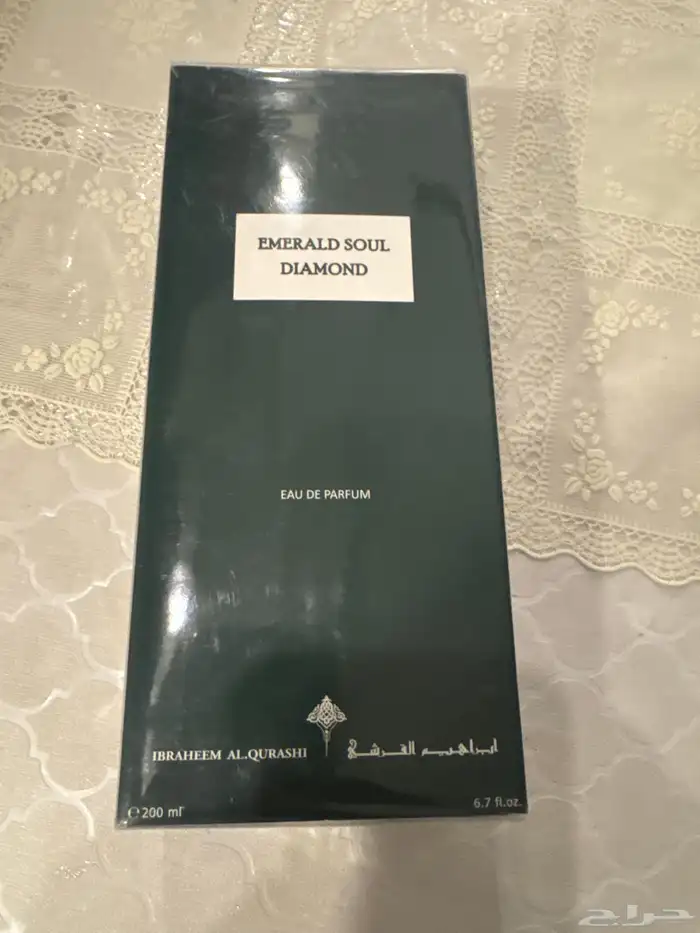 EMERALD SOUL
DIAMOND
EAU DE PARFUM
IBRAHEEM AL.QURASHI
ابراهيم القرشي
℮ 200 ml
6.7 fl.oz.
حراج